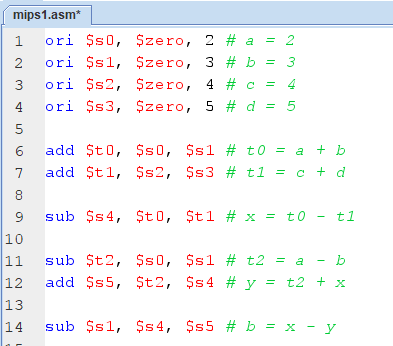 mips1.asm*
1 ori $s0, $zero, 2 # a = 2
2 ori $s1, $zero, 3 # b = 3
3 ori $s2, $zero, 4 # c = 4
4 ori $s3, $zero, 5 # d = 5
5
6 add $t0, $s0, $s1 # t0 = a + b
7 add $t1, $s2, $s3 # t1 = c + d
8
9 sub $s4, $t0, $t1 # x = t0 - t1
10
11 sub $t2, $s0, $s1 # t2 = a - b
12 add $s5, $t2, $s4 # y = t2 + x
13
14 sub $s1, $s4, $s5 # b = x - y